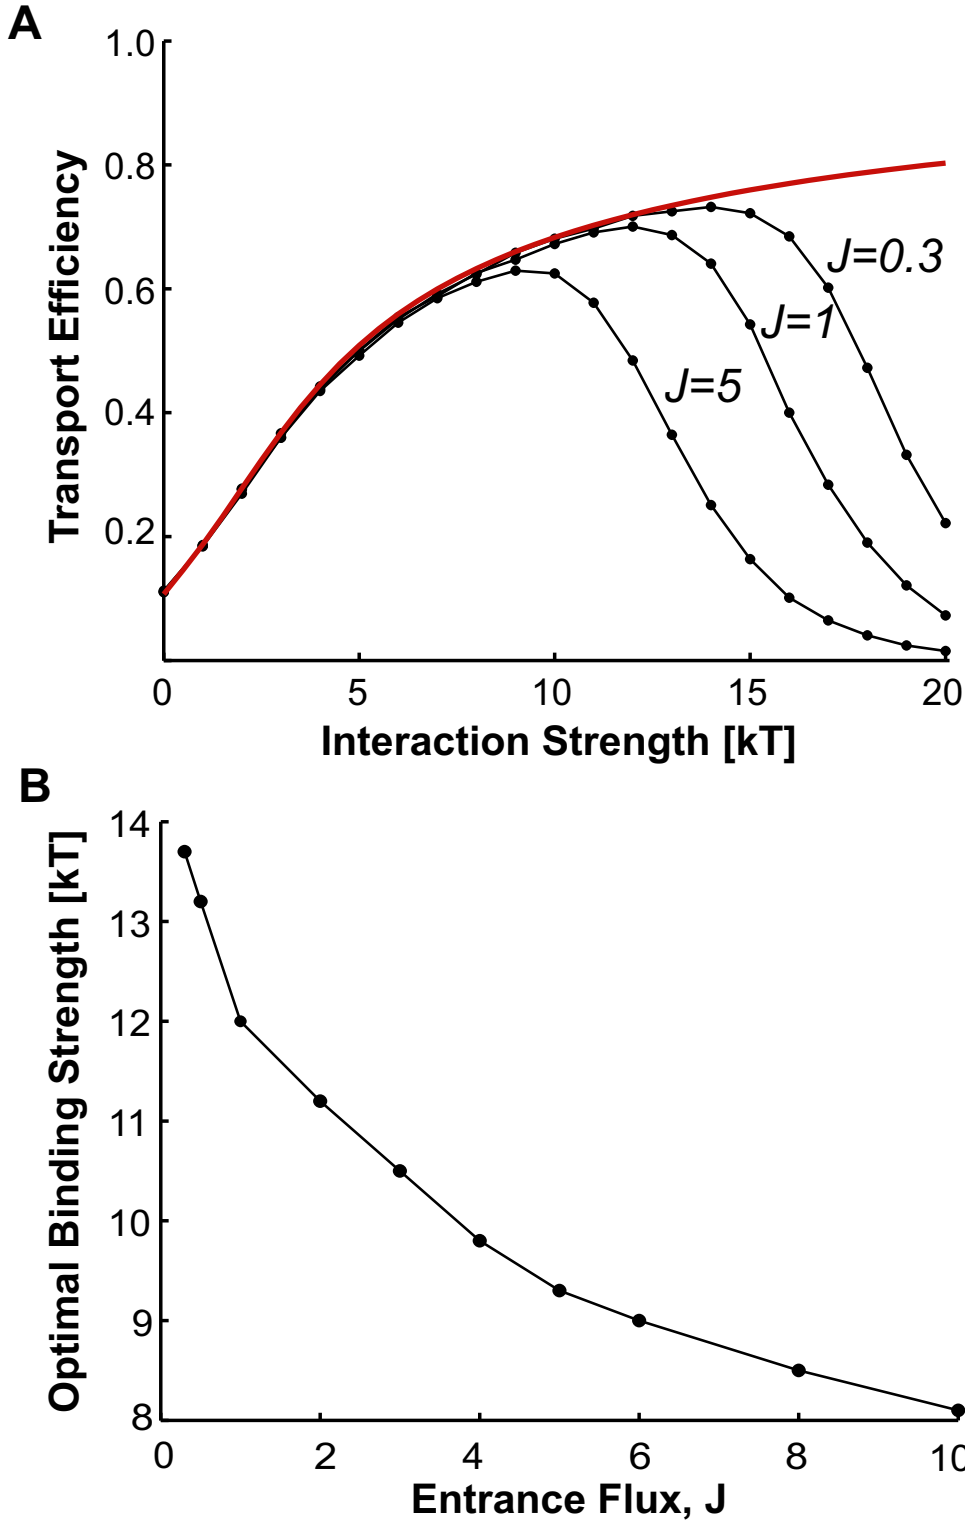 A
1.0
0.8
0.6
0.4
0.2
Transport Efficiency
J=0.3
J=1
J=5
0 5 10 15 20
Interaction Strength [kT]
B
14
13
12
11
10
9
8
Optimal Binding Strength [kT]
0 2 4 6 8 10
Entrance Flux, J